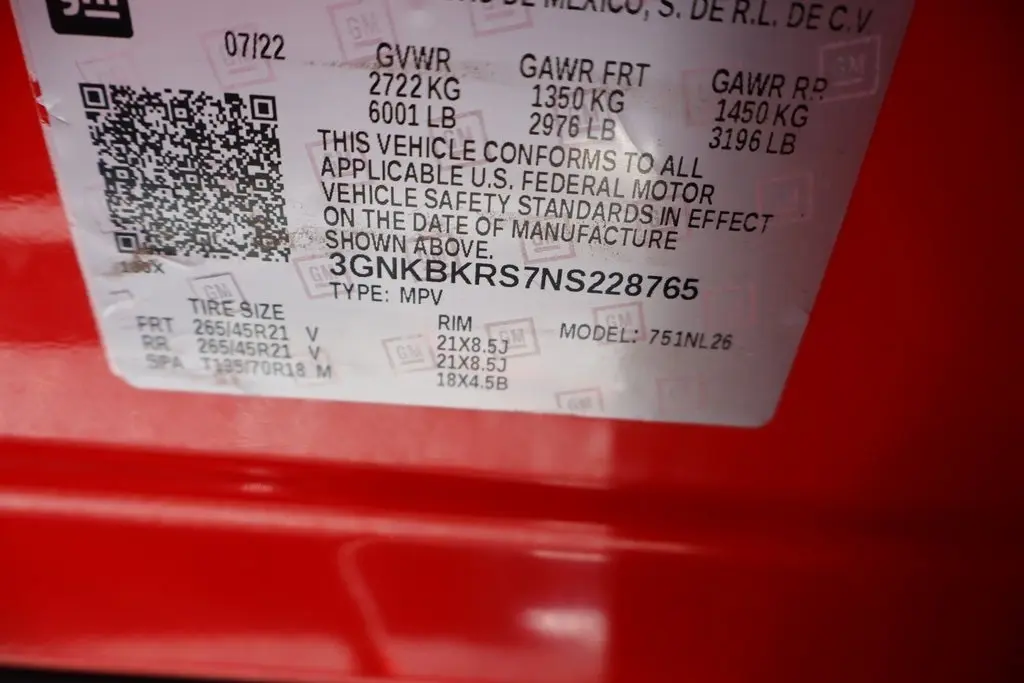 gm
DE MEXICO, S. DE R.L. DE C.V
07/22
GVWR GAWR FRT GAWR RR
2722 KG 1350 KG 1450 KG
6001 LB 2976 LB 3196 LB
THIS VEHICLE CONFORMS TO ALL
APPLICABLE U.S. FEDERAL MOTOR
VEHICLE SAFETY STANDARDS IN EFFECT
ON THE DATE OF MANUFACTURE
SHOWN ABOVE.
3GNKBKRS7NS228765
TYPE: MPV
TIRE SIZE RIM MODEL: 751NL26
FRT 265/45R21 V 21X8.5J
RR 265/45R21 V 21X8.5J
SPA T135/70R18 M 18X4.5B